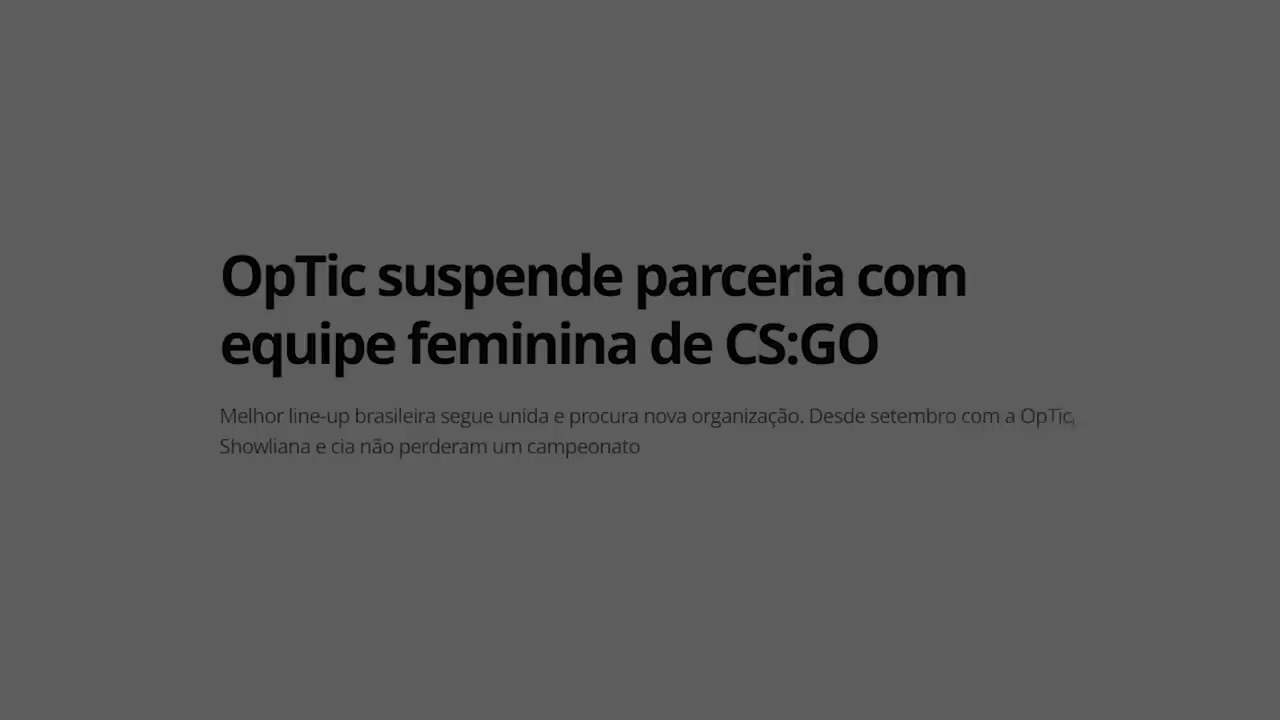 OpTic suspende parceria com
equipe feminina de CS:GO
Melhor line-up brasileira segue unida e procura nova organização. Desde setembro com a OpTic,
Showliana e cia não perderam um campeonato